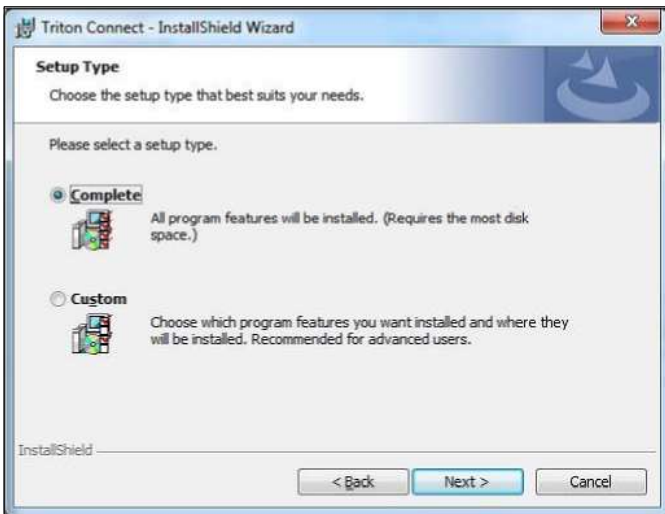 Triton Connect - InstallShield Wizard
Setup Type
Choose the setup type that best suits your needs.
Please select a setup type.
Complete
All program features will be installed. (Requires the most disk
space.)
Custom
Choose which program features you want installed and where they
will be installed. Recommended for advanced users.
InstallShield
< Back
Next >
Cancel